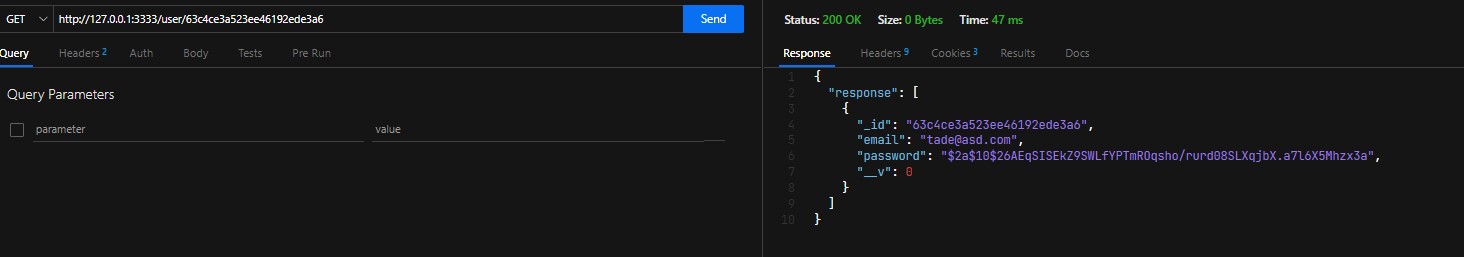 GET http://127.0.0.1:3333/user/63c4ce3a523ee46192ede3a6 Send
Query Headers 2 Auth Body Tests Pre Run
Query Parameters
parameter value
Status: 200 OK Size: 0 Bytes Time: 47 ms
Response Headers 9 Cookies 3 Results Docs
1 {
2 "response": [
3 {
4 "_id": "63c4ce3a523ee46192ede3a6",
5 "email": "tade@asd.com",
6 "password": "$2a$10$26AEqSISEkZ9SWLfYPTmROqsho/rurd08SLXqjbX.a7l6X5Mhzx3a",
7 "__v": 0
8 }
9 ]
10 }